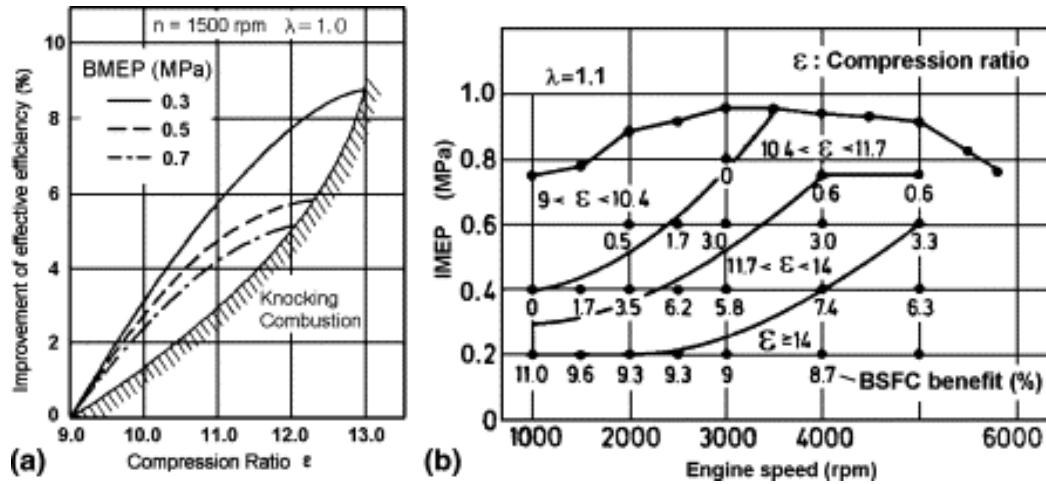 n = 1500 rpm λ=1.0
BMEP (MPa)
0.3
0.5
0.7
Knocking
Combustion
Improvement of effective efficiency (%)
10
8
6
4
2
0
9.0 10.0 11.0 12.0 13.0
Compression Ratio ε
(a)
ε : Compression ratio
λ=1.1
1.0
0.8
0.6
0.4
0.2
0
IMEP (MPa)
10.4 < ε < 11.7
9 < ε < 10.4
0
0.6 0.6
0.5 1.7 3.0 3.0 3.3
11.7 < ε < 14
0 1.7 3.5 6.2 5.8 7.4 6.3
ε ≥ 14
11.0 9.6 9.3 9.3 9 8.7 BSFC benefit (%)
1000 2000 3000 4000 5000 6000
Engine speed (rpm)
(b)